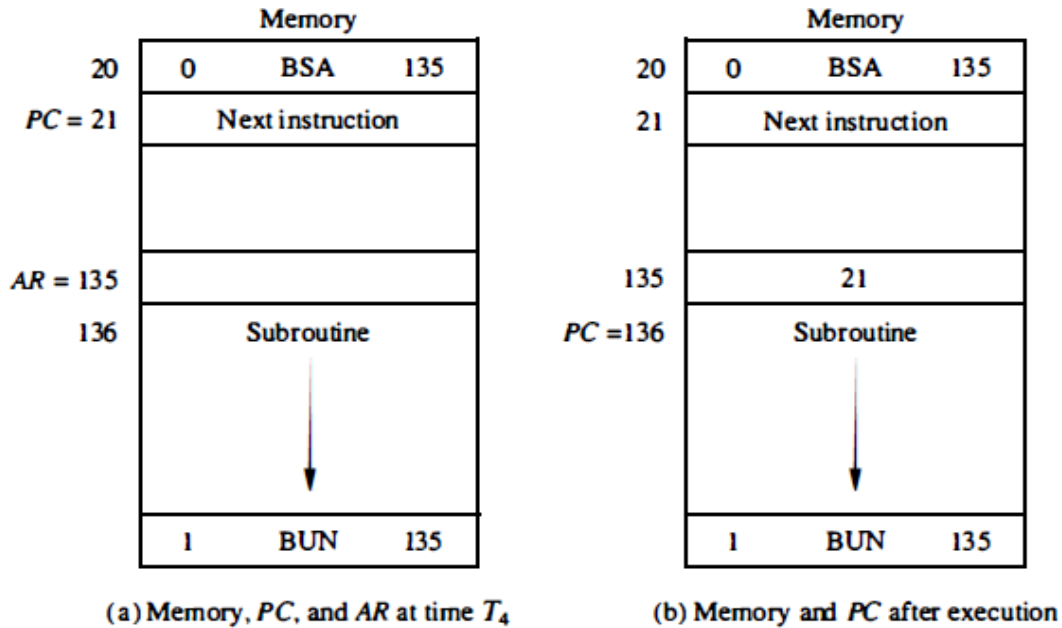 Memory
20 0 BSA 135
PC = 21 Next instruction
AR = 135
136 Subroutine
1 BUN 135
(a) Memory, PC, and AR at time T4
Memory
20 0 BSA 135
21 Next instruction
135 21
PC =136 Subroutine
1 BUN 135
(b) Memory and PC after execution